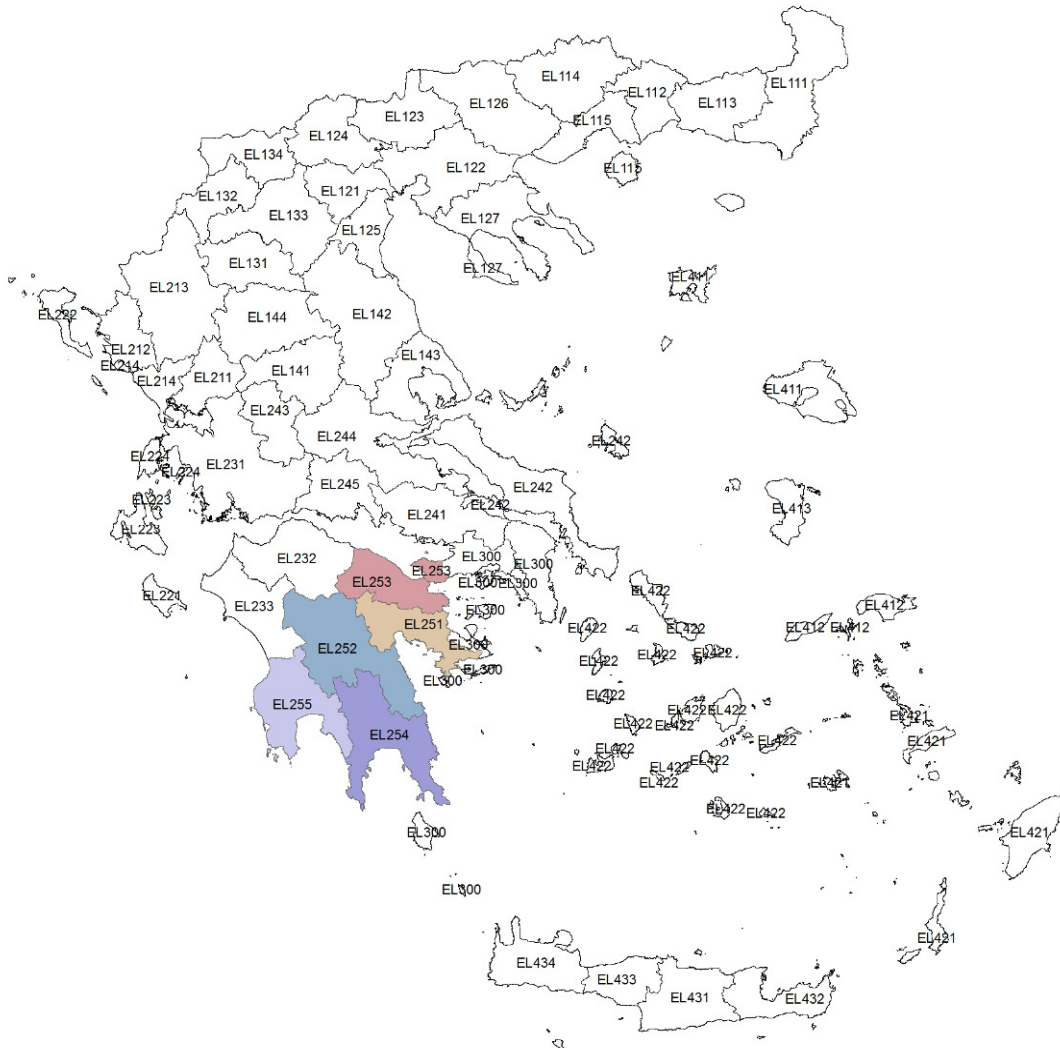 EL111
EL114
EL112
EL113
EL126
EL123
EL115
EL124
EL134
EL122
EL115
EL121
EL132
EL133
EL127
EL125
EL131
EL127
EL411
EL213
EL222
EL144
EL142
EL212
EL143
EL214
EL141
EL214
EL211
EL411
EL243
EL244
EL242
EL224
EL231
EL224
EL245
EL242
EL223
EL242
EL413
EL241
EL223
EL232
EL300
EL300
EL253
EL253
EL300
EL300
EL422
EL221
EL233
EL300
EL412
EL251
EL422
EL422
EL412
EL412
EL252
EL300
EL422
EL422
EL422
EL300
EL300
EL422
EL255
EL422
EL422
EL421
EL422
EL422
EL254
EL422
EL421
EL422
EL422
EL422
EL422
EL422
EL421
EL422
EL422
EL300
EL421
EL300
EL421
EL434
EL433
EL431
EL432